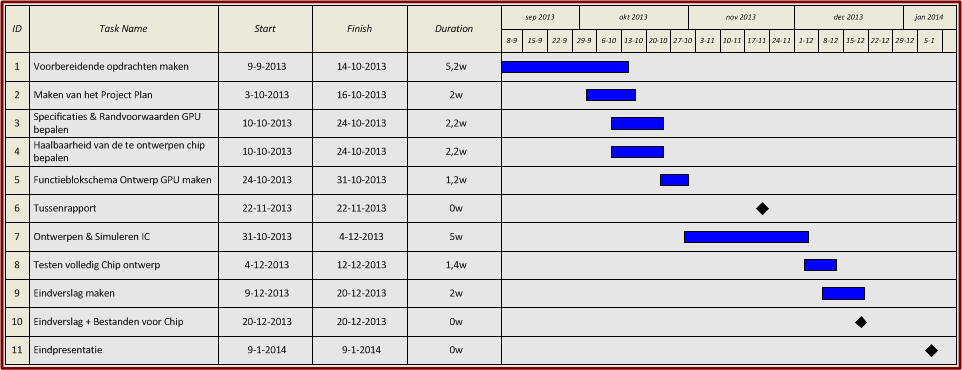 ID Task Name Start Finish Duration sep 2013 okt 2013 nov 2013 dec 2013 jan 2014
8-9 15-9 22-9 29-9 6-10 13-10 20-10 27-10 3-11 10-11 17-11 24-11 1-12 8-12 15-12 22-12 29-12 5-1
1 Voorbereidende opdrachten maken 9-9-2013 14-10-2013 5,2w
2 Maken van het Project Plan 3-10-2013 16-10-2013 2w
3 Specificaties & Randvoorwaarden GPU
bepalen 10-10-2013 24-10-2013 2,2w
4 Haalbaarheid van de te ontwerpen chip
bepalen 10-10-2013 24-10-2013 2,2w
5 Functieblokschema Ontwerp GPU maken 24-10-2013 31-10-2013 1,2w
6 Tussenrapport 22-11-2013 22-11-2013 0w
7 Ontwerpen & Simuleren IC 31-10-2013 4-12-2013 5w
8 Testen volledig Chip ontwerp 4-12-2013 12-12-2013 1,4w
9 Eindverslag maken 9-12-2013 20-12-2013 2w
10 Eindverslag + Bestanden voor Chip 20-12-2013 20-12-2013 0w
11 Eindpresentatie 9-1-2014 9-1-2014 0w